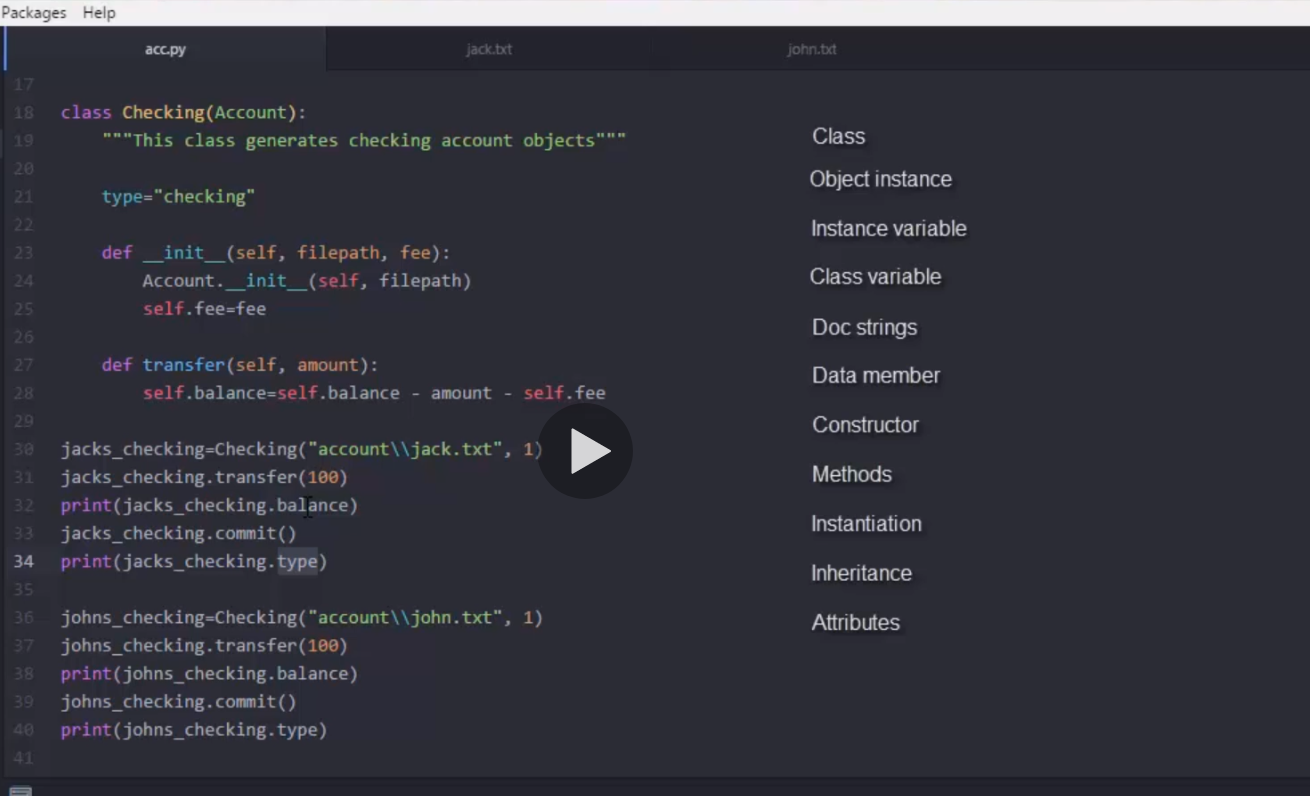 Packages Help
acc.py jack.txt john.txt
17
18 class Checking(Account):
19     """This class generates checking account objects"""
20
21     type="checking"
22
23     def __init__(self, filepath, fee):
24         Account.__init__(self, filepath)
25         self.fee=fee
26
27     def transfer(self, amount):
28         self.balance=self.balance - amount - self.fee
29
30 jacks_checking=Checking("account\\jack.txt", 1)
31 jacks_checking.transfer(100)
32 print(jacks_checking.balance)
33 jacks_checking.commit()
34 print(jacks_checking.type)
35
36 johns_checking=Checking("account\\john.txt", 1)
37 johns_checking.transfer(100)
38 print(johns_checking.balance)
39 johns_checking.commit()
40 print(johns_checking.type)
41
Class
Object instance
Instance variable
Class variable
Doc strings
Data member
Constructor
Methods
Instantiation
Inheritance
Attributes